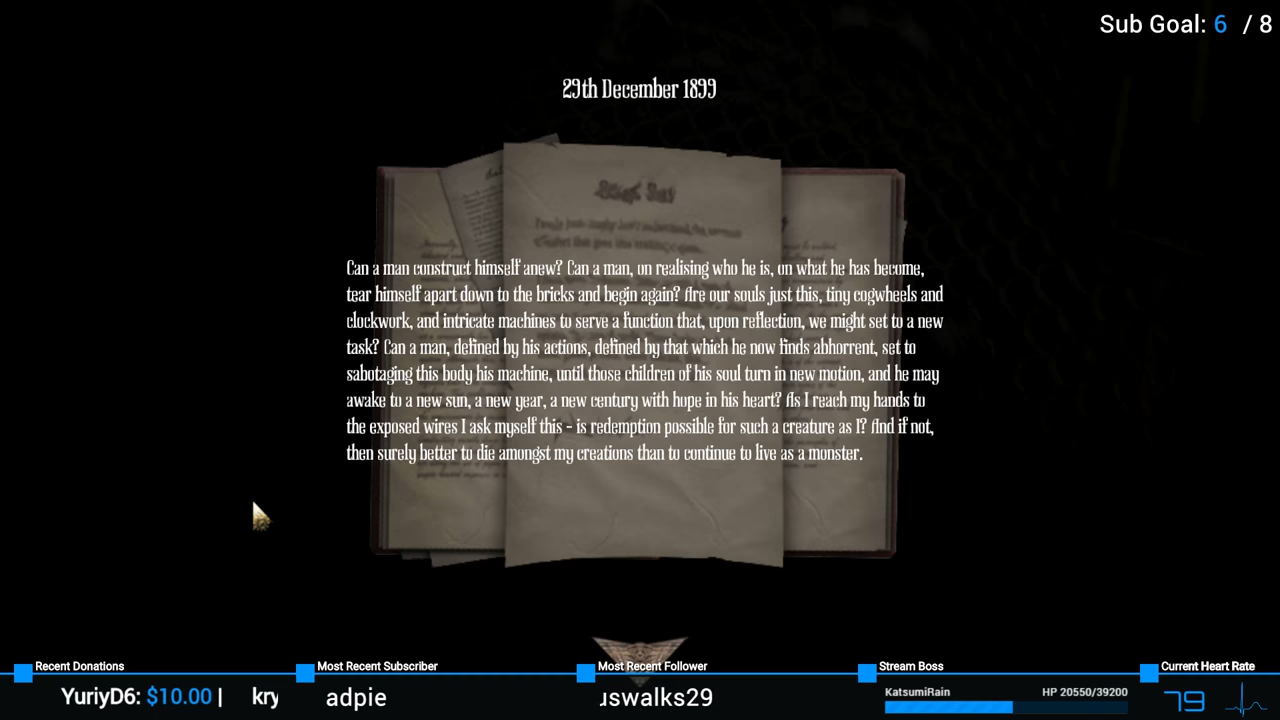 Sub Goal: 6 / 8
29th December 1899
Can a man construct himself anew? Can a man, on realising who he is, on what he has become,
tear himself apart down to the bricks and begin again? Are our souls just this, tiny cogwheels and
clockwork, and intricate machines to serve a function that, upon reflection, we might set to a new
task? Can a man, defined by his actions, defined by that which he now finds abhorrent, set to
sabotaging this body his machine, until those children of his soul turn in new motion, and he may
awake to a new sun, a new year, a new century with hope in his heart? As I reach my hands to
the exposed wires I ask myself this - is redemption possible for such a creature as I? And if not,
then surely better to die amongst my creations than to continue to live as a monster.
Recent Donations
Most Recent Subscriber
Most Recent Follower
Stream Boss
Current Heart Rate
YuriyD6: $10.00 | kry
adpie
uswalks29
KatsumiRain HP 20550/39200
79